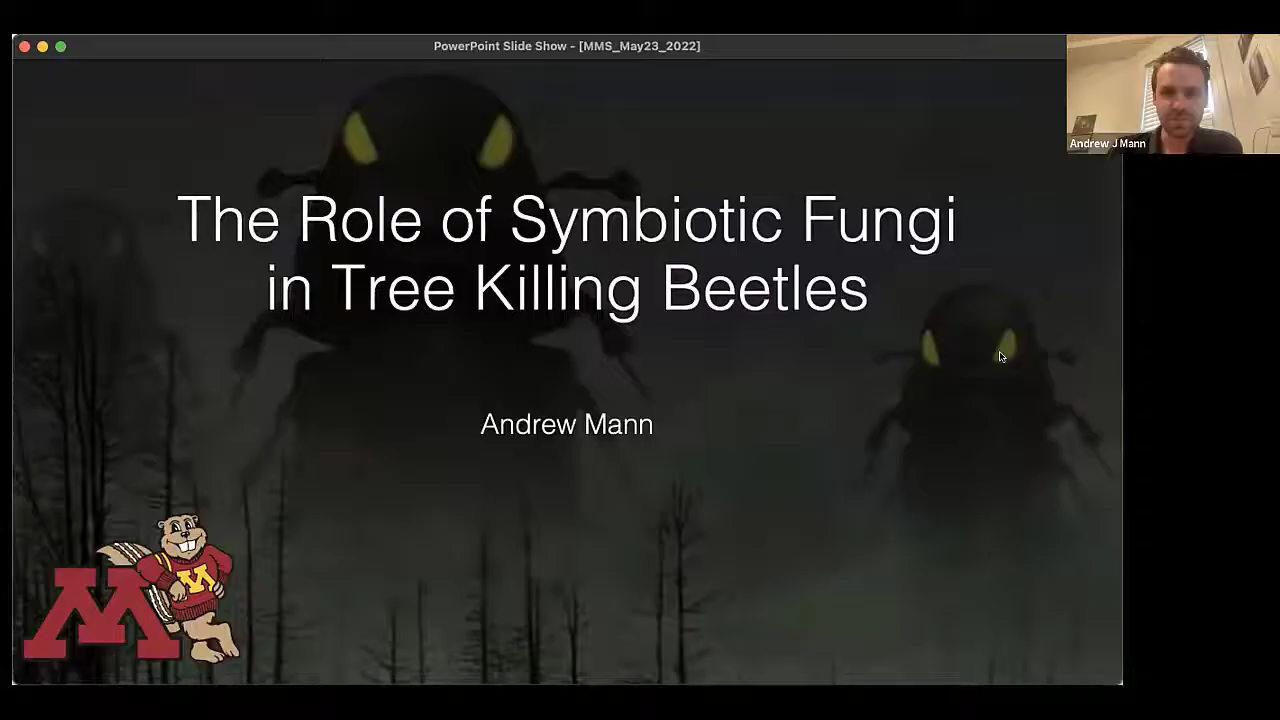 PowerPoint Slide Show - [MMS_May23_2022]
Andrew J Mann
The Role of Symbiotic Fungi
in Tree Killing Beetles
Andrew Mann
M
M